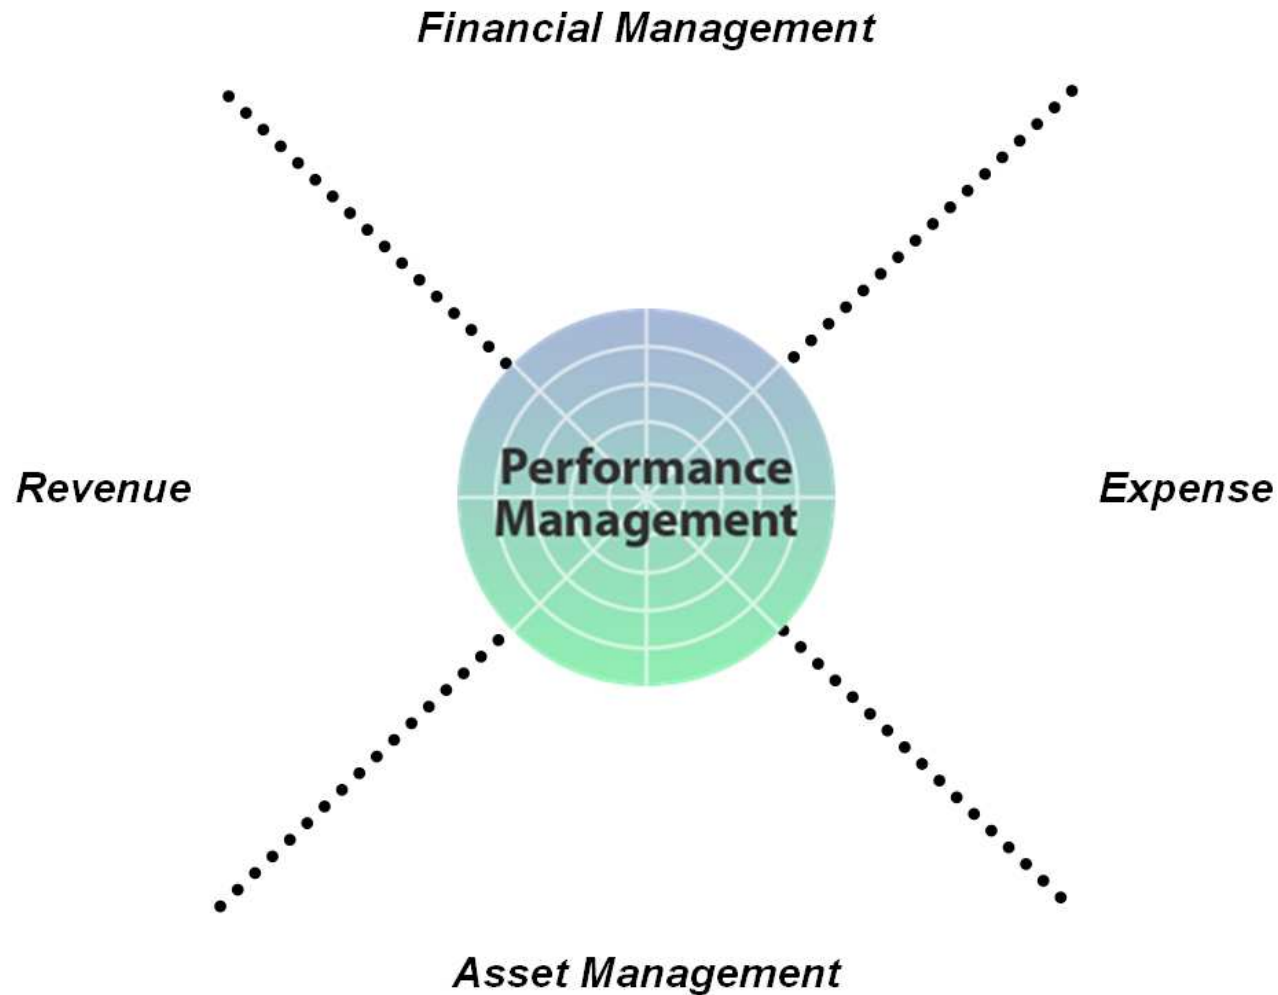 Financial Management
Revenue
Performance
Management
Expense
Asset Management